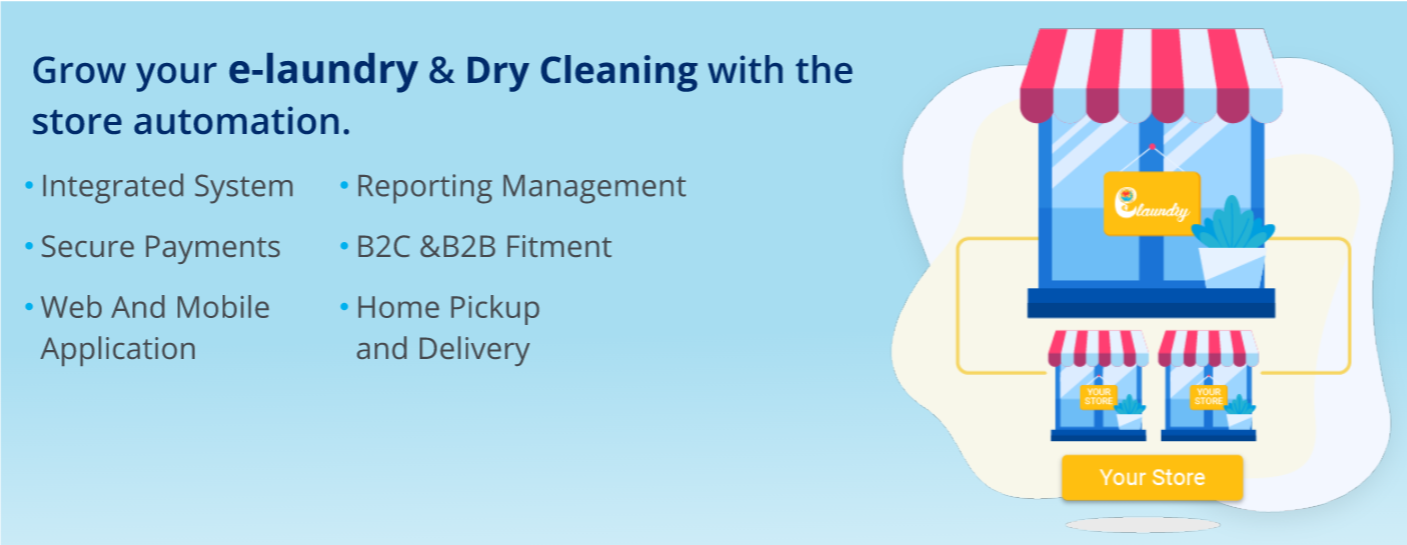 Grow your e-laundry & Dry Cleaning with the
store automation.
Integrated System
Secure Payments
Web And Mobile
Application
Reporting Management
B2C &B2B Fitment
Home Pickup
and Delivery
elaundry
YOUR
STORE
YOUR
STORE
Your Store